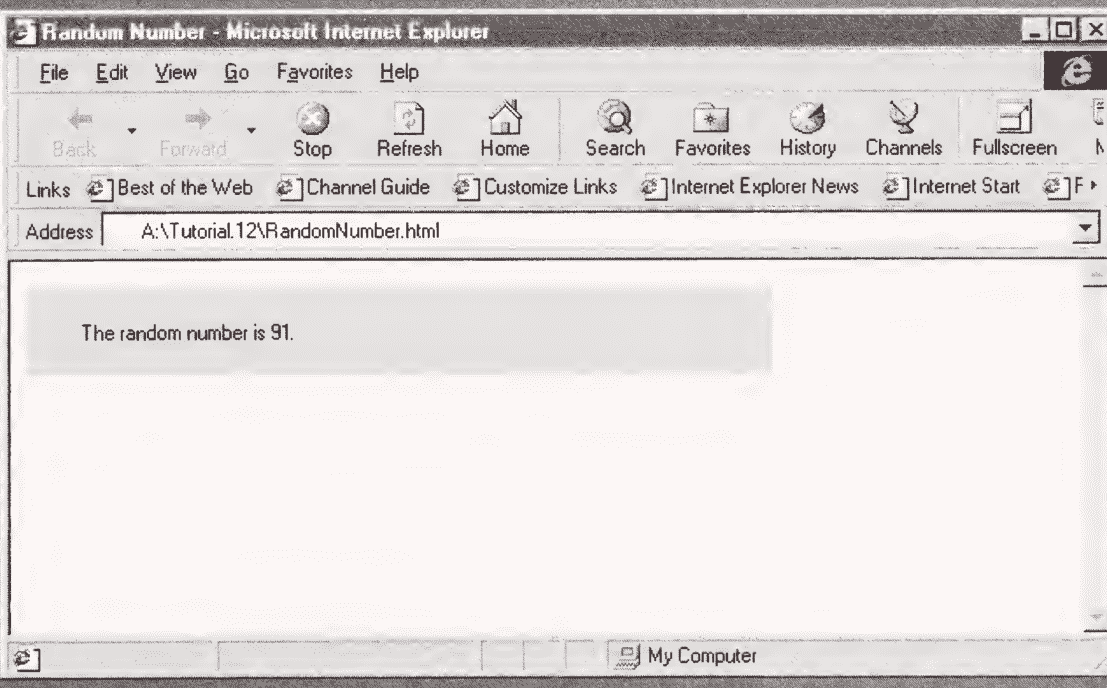 Random Number - Microsoft Internet Explorer
File Edit View Go Favorites Help
Back Forward Stop Refresh Home Search Favorites History Channels Fullscreen
Links Best of the Web Channel Guide Customize Links Internet Explorer News Internet Start
Address A:\Tutorial.12\RandomNumber.html
The random number is 91.
My Computer